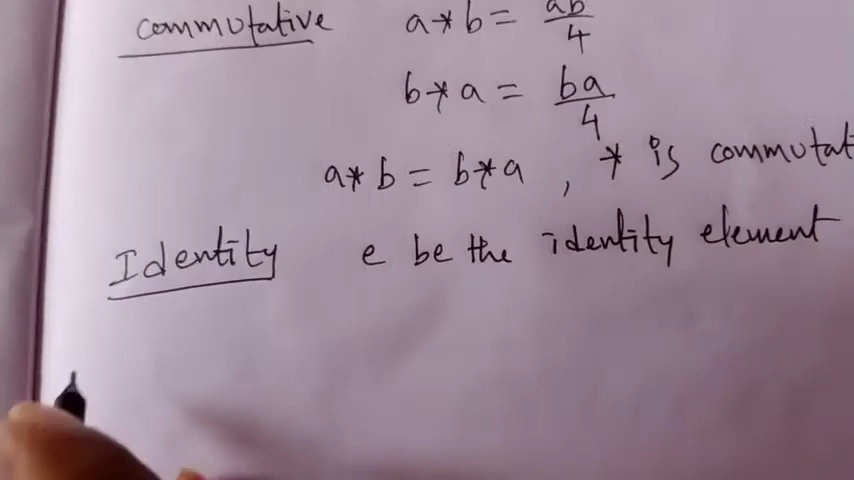 commutative a * b = ab/4
b * a = ba/4
a * b = b * a , * is commutat
Identity e be the identity element